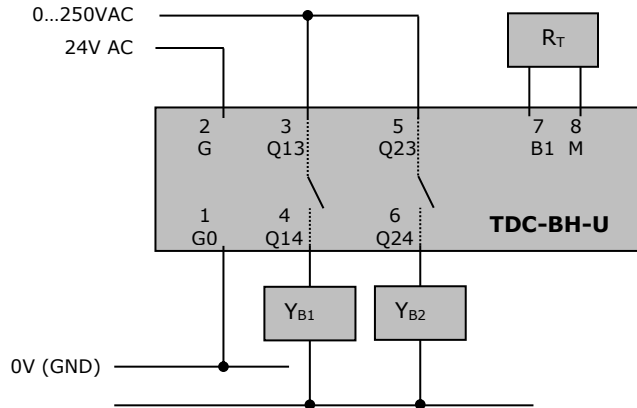 0...250VAC
24V AC
R_T
2 3 5 7 8
G Q13 Q23 B1 M
1 4 6
G0 Q14 Q24
TDC-BH-U
Y_B1 Y_B2
0V (GND)